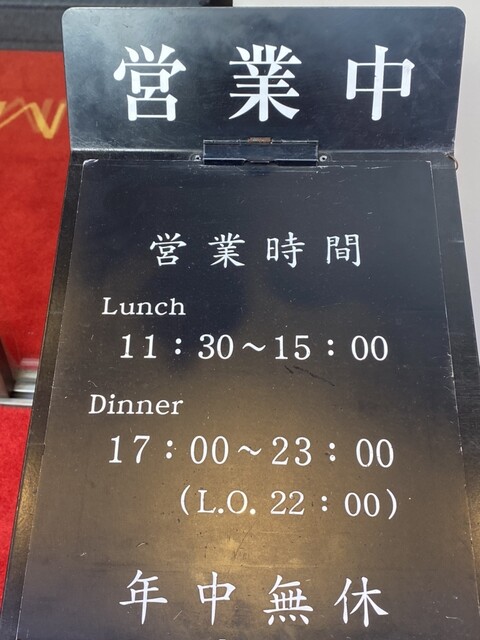 営業中
営業時間
Lunch
11：30～15：00
Dinner
17：00～23：00
（L.O. 22：00）
年中無休